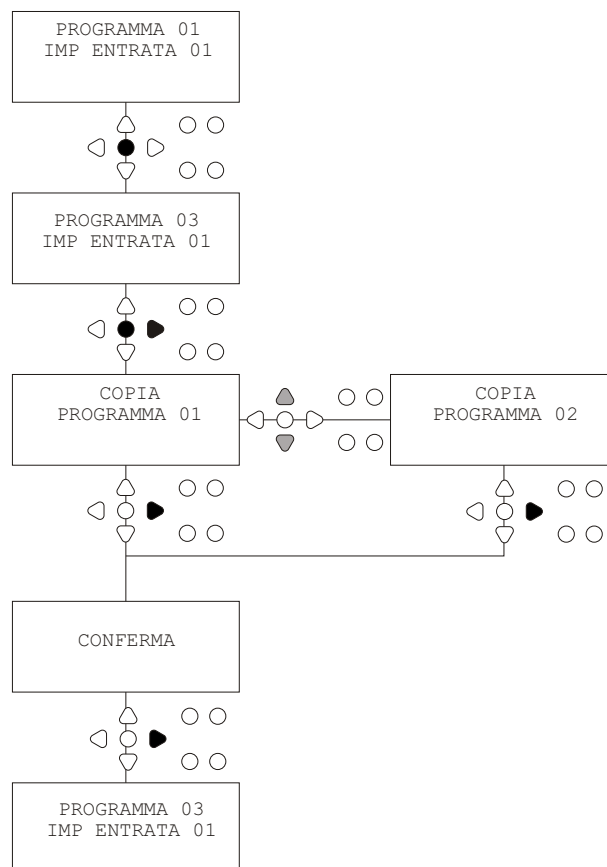 PROGRAMMA 01
IMP ENTRATA 01
PROGRAMMA 03
IMP ENTRATA 01
COPIA
PROGRAMMA 01
COPIA
PROGRAMMA 02
CONFERMA
PROGRAMMA 03
IMP ENTRATA 01